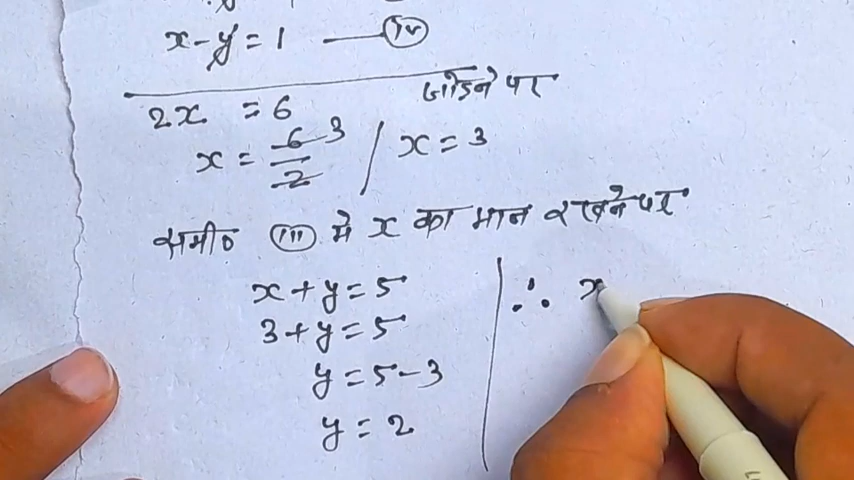 x - y = 1 —— (iv)
2x = 6 जोडने पर
x = 6/2 3 / x = 3
समी० (iii) मे x का मान रखने पर
x + y = 5
3 + y = 5
y = 5 - 3
y = 2
∴ x